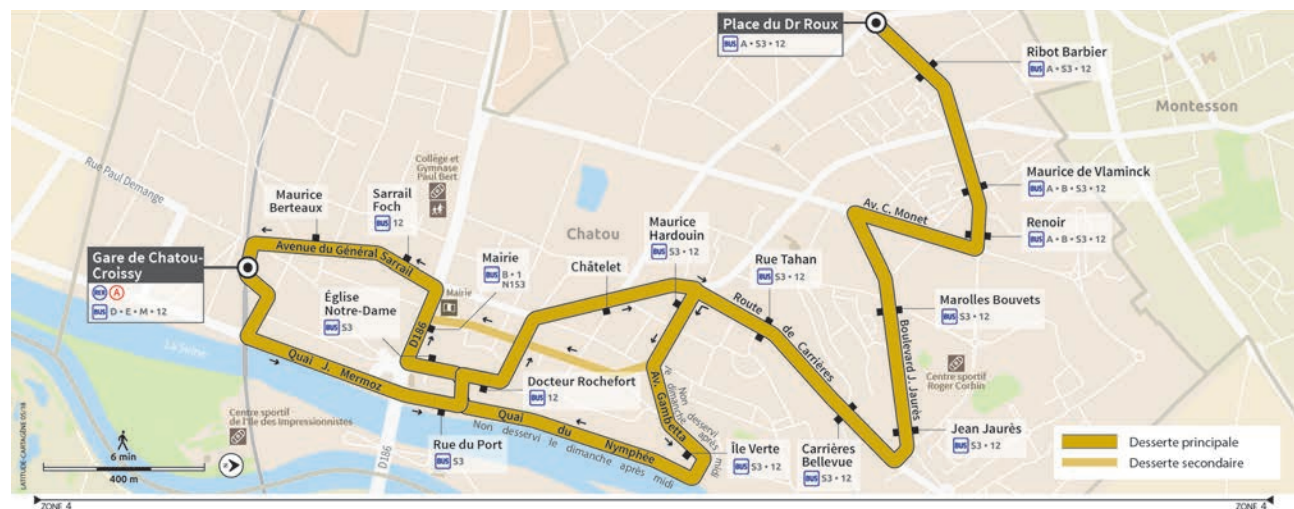 Place du Dr Roux
BUS A • S3 • 12
Ribot Barbier
BUS A • S3 • 12
Montesson
Rue Paul Demange
Collège et
Gymnase
Paul Bert
Maurice
Berteaux
Sarrail
Foch
BUS 12
Avenue du Général Sarrail
Gare de Chatou-
Croissy
RER A
BUS D • E • M • 12
Mairie
BUS B • 1
N153
Mairie
Église
Notre-Dame
BUS S3
D186
Chatou
Châtelet
Maurice
Hardouin
BUS S3 • 12
Rue Tahan
BUS S3 • 12
Av. C. Monet
Maurice de Vlaminck
BUS A • B • S3 • 12
Renoir
BUS A • B • S3 • 12
Marolles Bouvets
BUS S3 • 12
Route de Carrières
Boulevard J. Jaurès
Centre sportif
Roger Corbin
La Seine
Quai J. Mermoz
Docteur Rochefort
BUS 12
Av. Gambetta
Non desservi
le dimanche après midi
Quai du Nymphée
Non desservi le dimanche après midi
Centre sportif
de l'Île des Impressionnistes
Rue du Port
BUS S3
D186
Île Verte
BUS S3 • 12
Carrières
Bellevue
BUS S3 • 12
Jean Jaurès
BUS S3 • 12
Desserte principale
Desserte secondaire
6 min
400 m
LATITUDE-CARTAGÈNE 05/18
ZONE 4
ZONE 4